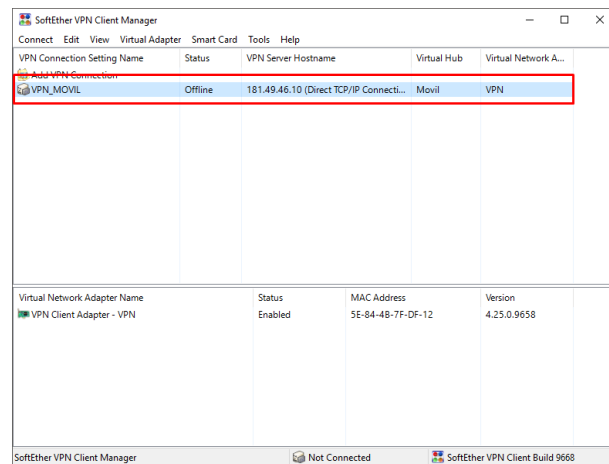 SoftEther VPN Client Manager
Connect Edit View Virtual Adapter Smart Card Tools Help
VPN Connection Setting Name Status VPN Server Hostname Virtual Hub Virtual Network A...
Add VPN Connection
VPN_MOVIL Offline 181.49.46.10 (Direct TCP/IP Connecti... Movil VPN
Virtual Network Adapter Name Status MAC Address Version
VPN Client Adapter - VPN Enabled 5E-84-4B-7F-DF-12 4.25.0.9658
SoftEther VPN Client Manager Not Connected SoftEther VPN Client Build 9668